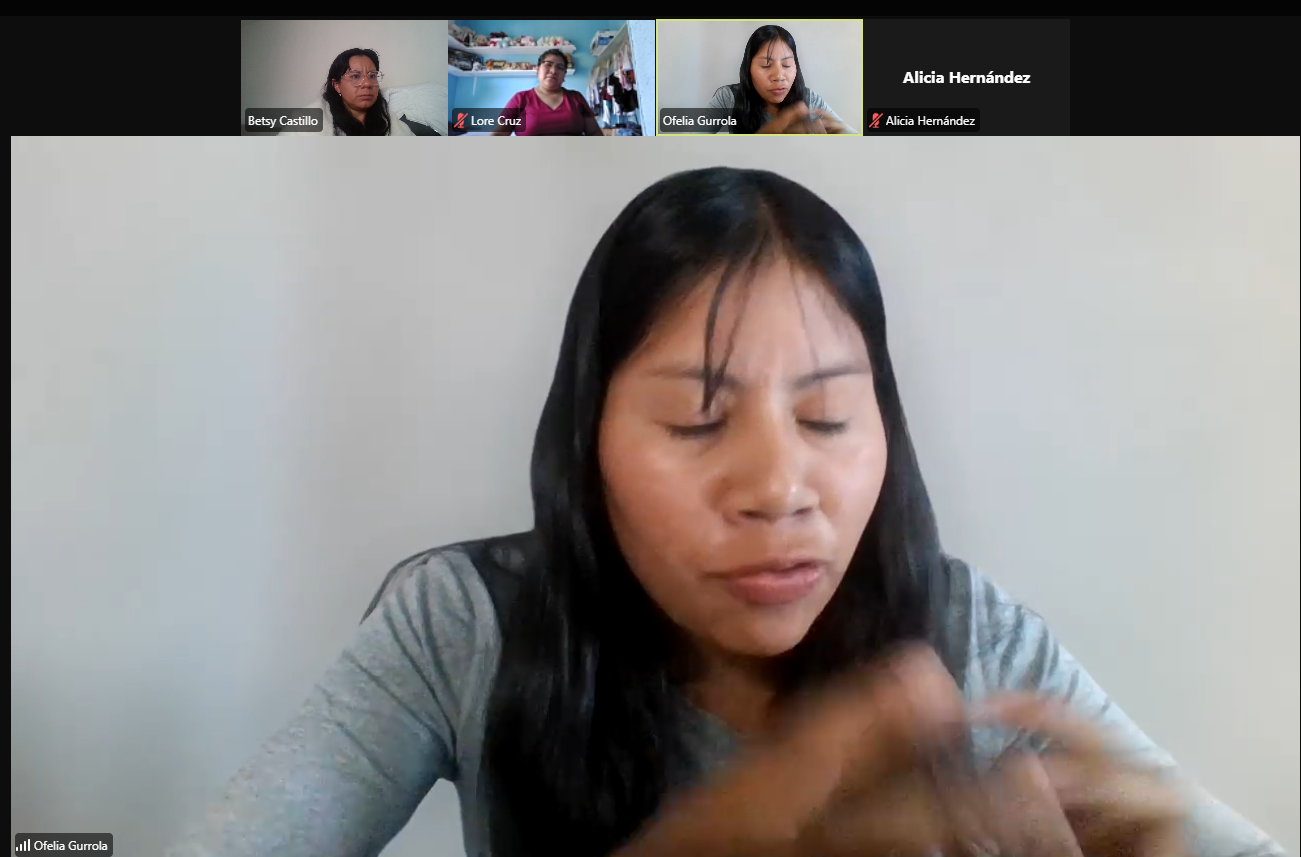 Alicia Hernández
Betsy Castillo
Lore Cruz
Ofelia Gurrola
Alicia Hernández
Ofelia Gurrola